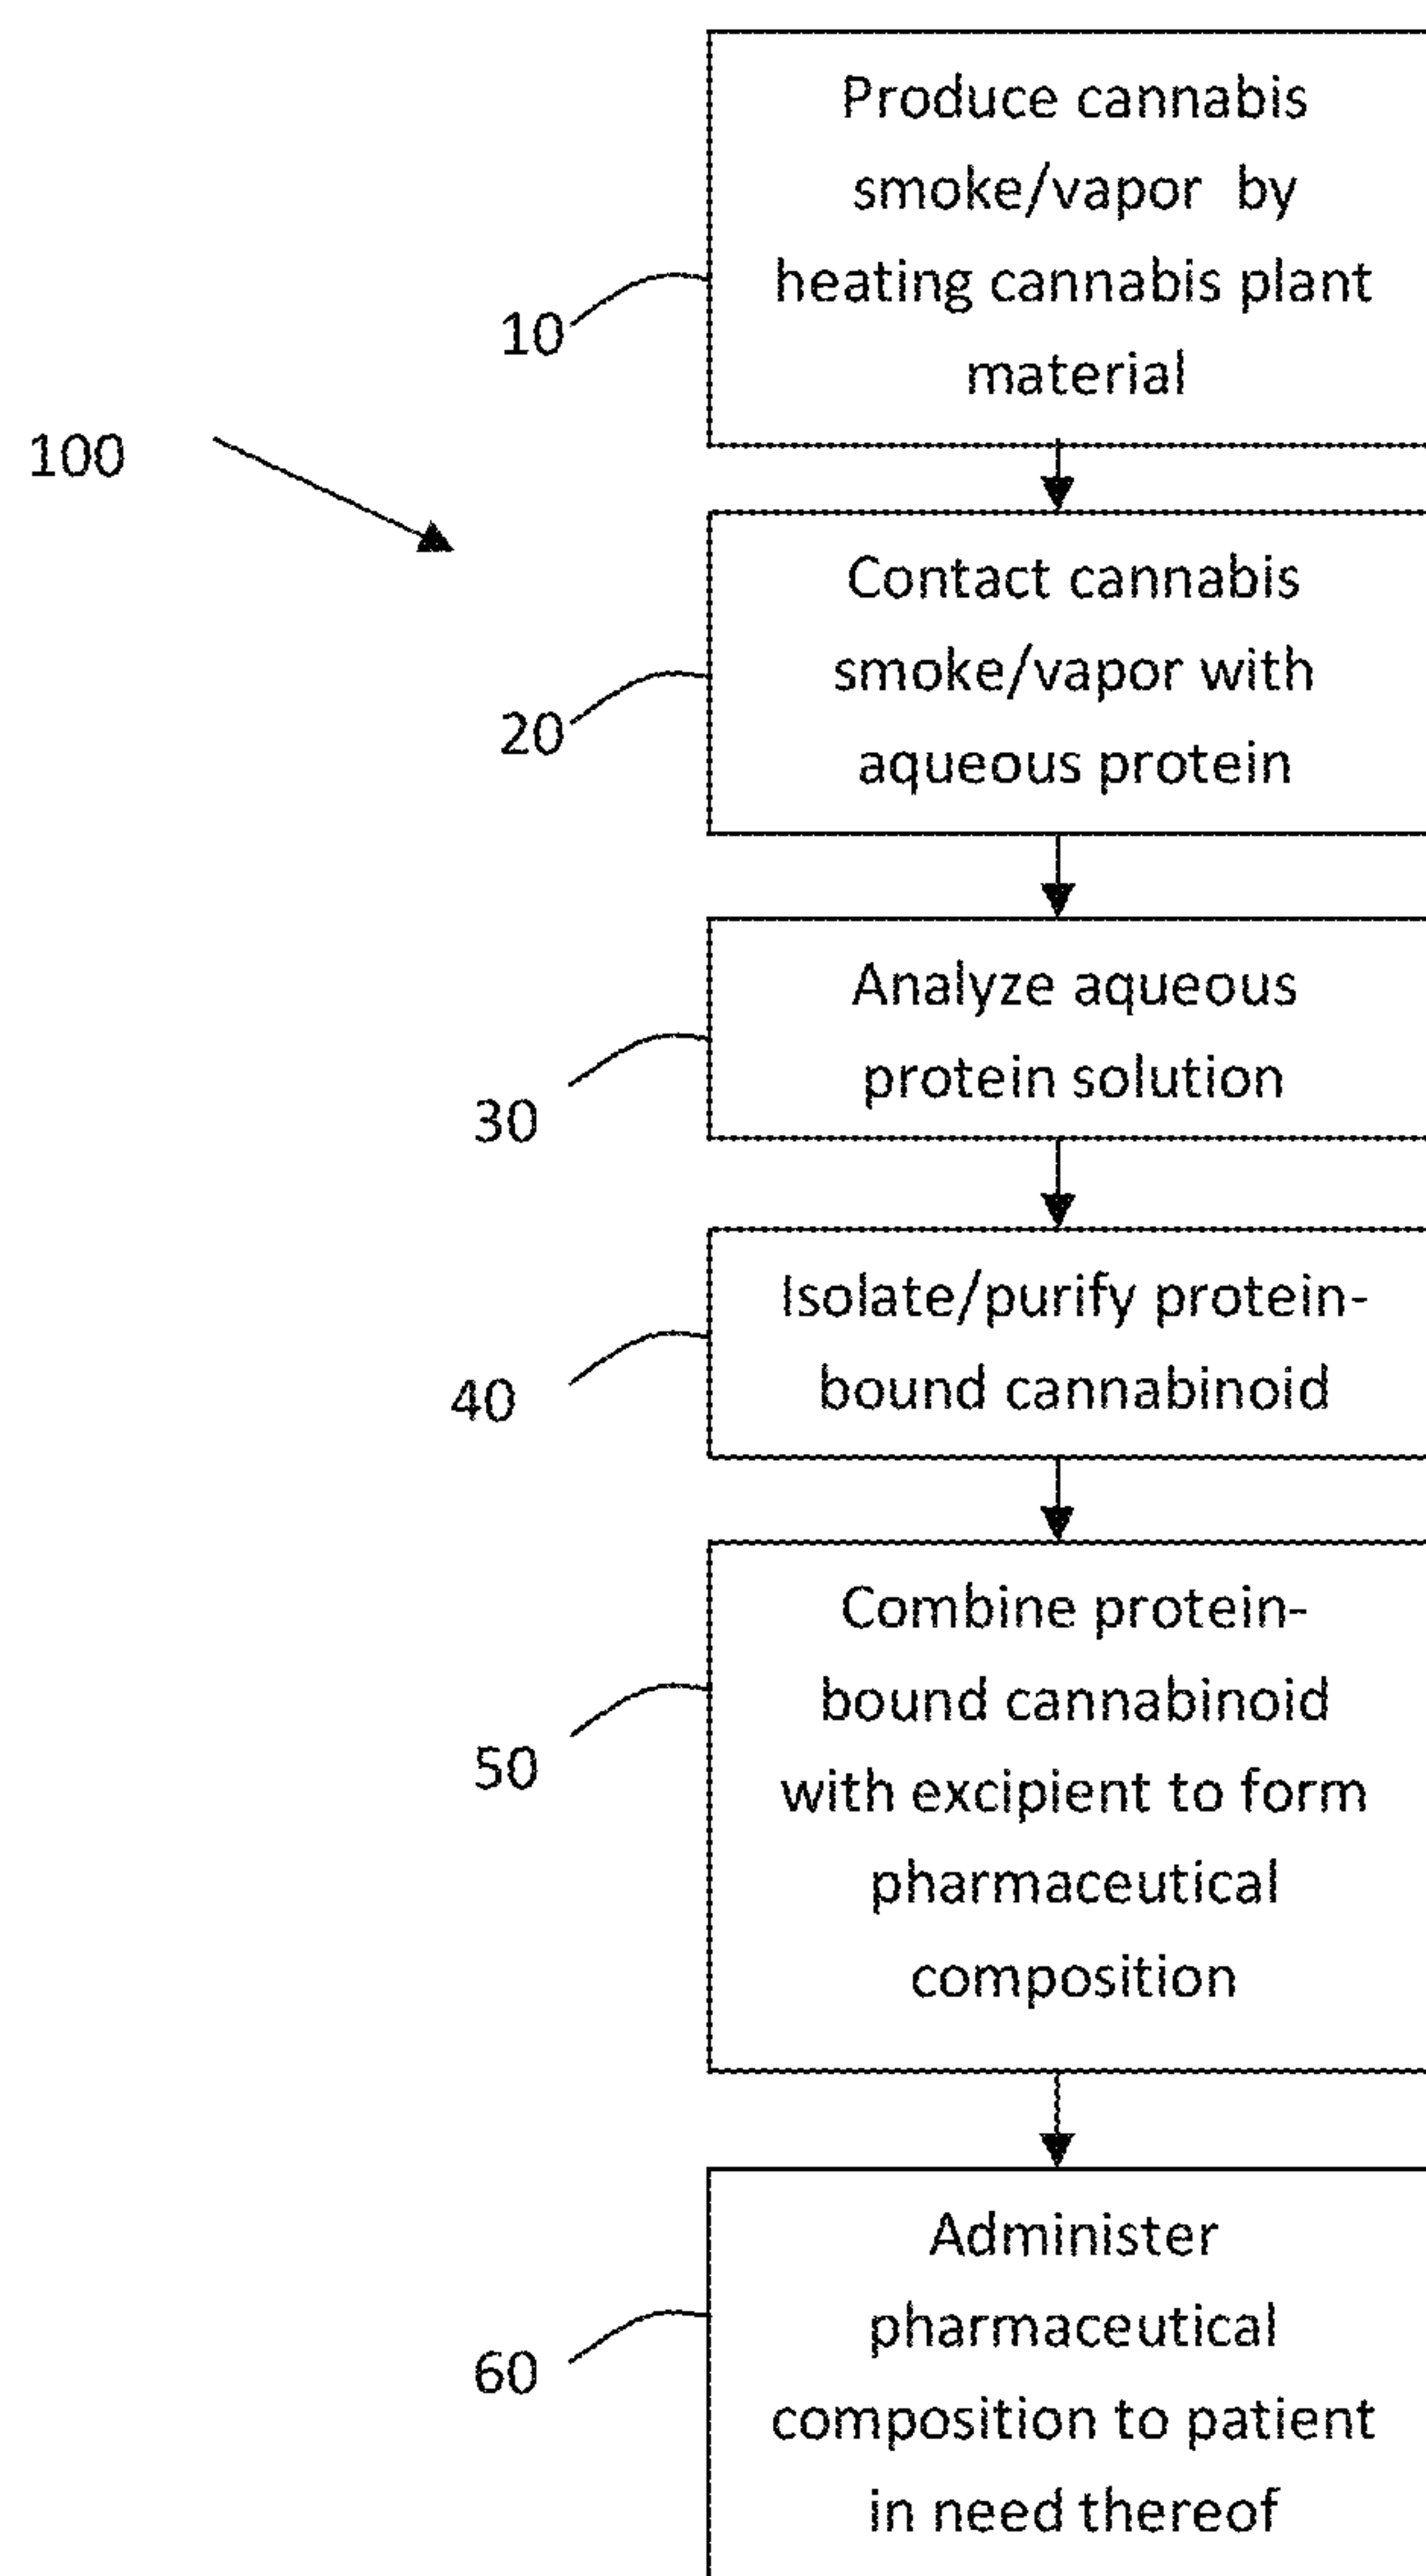 Produce cannabis
smoke/vapor by
heating cannabis plant
material
10
100
Contact cannabis
smoke/vapor with
aqueous protein
20
Analyze aqueous
protein solution
30
Isolate/purify protein-
bound cannabinoid
40
Combine protein-
bound cannabinoid
with excipient to form
pharmaceutical
composition
50
Administer
pharmaceutical
composition to patient
in need thereof
60